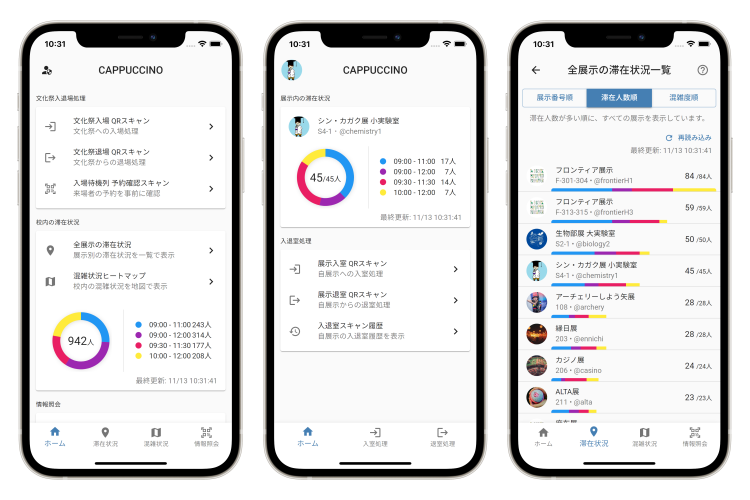 10:31
CAPPUCCINO
文化祭入退場処理
文化祭入場 QRスキャン
文化祭への入場処理
文化祭退場 QRスキャン
文化祭からの退場処理
入場待機列 予約確認スキャン
来場者の予約を事前に確認
校内の滞在状況
全展示の滞在状況
展示別の滞在状況を一覧で表示
混雑状況ヒートマップ
校内の混雑状況を地図で表示
942人
09:00 - 11:00 243人
09:00 - 12:00 314人
09:30 - 11:30 177人
10:00 - 12:00 208人
最終更新: 11/13 10:31:41
情報照会
ホーム
滞在状況
混雑状況
情報照会
10:31
CAPPUCCINO
展示内の滞在状況
シン・カガク展 小実験室
S4-1・@chemistry1
45/45人
09:00 - 11:00 17人
09:00 - 12:00 7人
09:30 - 11:30 14人
10:00 - 12:00 7人
最終更新: 11/13 10:31:41
入退室処理
展示入室 QRスキャン
自展示への入室処理
展示退室 QRスキャン
自展示からの退室処理
入退室スキャン履歴
自展示の入退室履歴を表示
ホーム
入室処理
退室処理
10:31
全展示の滞在状況一覧
展示番号順
滞在人数順
混雑度順
滞在人数が多い順に、すべての展示を表示しています。
再読み込み
最終更新: 11/13 10:31:41
フロンティア展示
F-301-304・@frontierH1
84 /84人
フロンティア展示
F-313-315・@frontierH3
59 /59人
生物部展 大実験室
S2-1・@biology2
50 /50人
シン・カガク展 小実験室
S4-1・@chemistry1
45 /45人
アーチェリーしよう矢展
108・@archery
28 /28人
縁日展
203・@ennichi
28 /28人
カジノ展
206・@casino
24 /24人
ALTA展
211・@alta
23 /23人
ホーム
滞在状況
混雑状況
情報照会